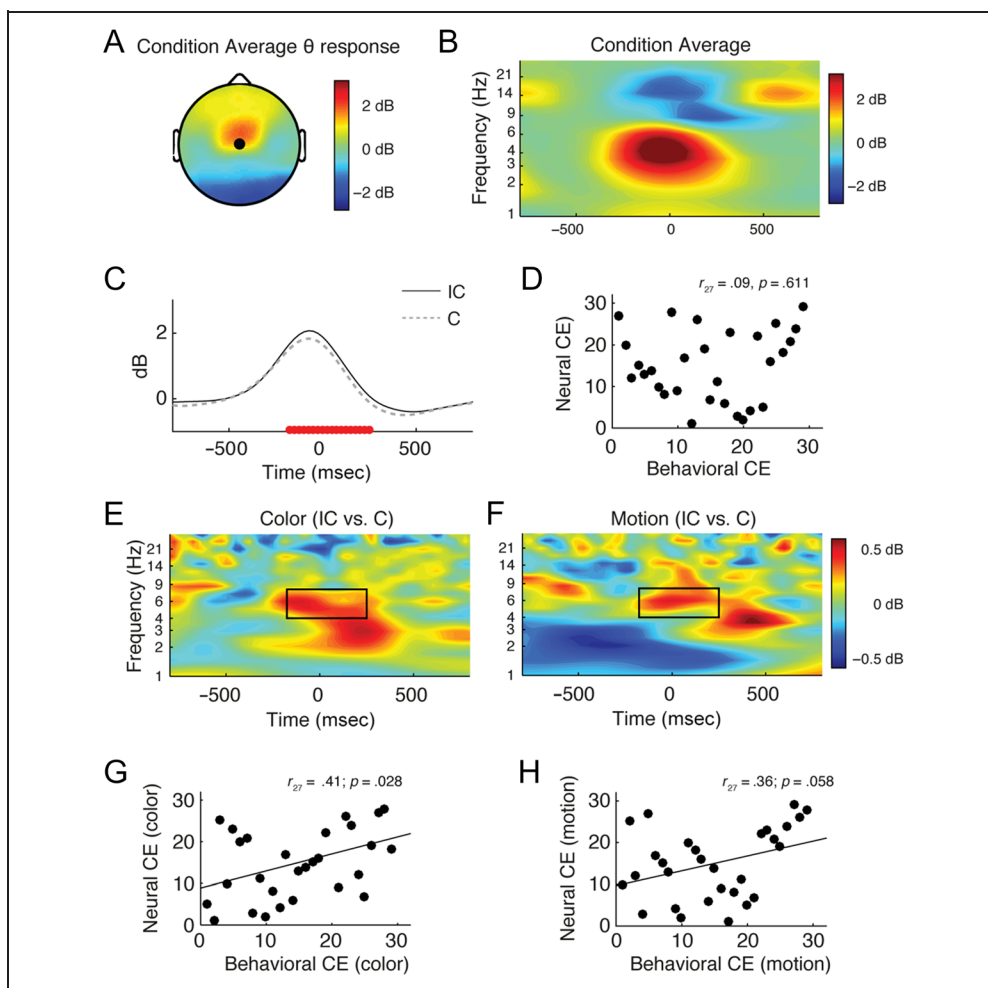 A Condition Average θ response
2 dB
0 dB
−2 dB
B Condition Average
Frequency (Hz)
21
14
9
6
4
3
2
1
−500 0 500
2 dB
0 dB
−2 dB
C
IC
C
dB
2
0
−500 0 500
Time (msec)
D
r27 = .09, p = .611
Neural CE)
30
20
10
0
0 10 20 30
Behavioral CE
E Color (IC vs. C)
Frequency (Hz)
21
14
9
6
4
3
2
1
−500 0 500
Time (msec)
F Motion (IC vs. C)
21
14
9
6
4
3
2
1
−500 0 500
Time (msec)
0.5 dB
0 dB
−0.5 dB
G
r27 = .41; p = .028
Neural CE (color)
30
20
10
0
0 10 20 30
Behavioral CE (color)
H
r27 = .36; p = .058
Neural CE (motion)
30
20
10
0
0 10 20 30
Behavioral CE (motion)